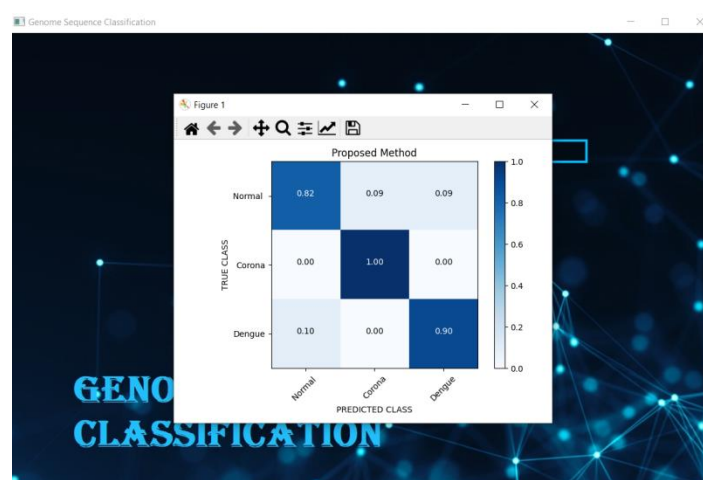 Genome Sequence Classification
Figure 1
Proposed Method
Normal 0.82 0.09 0.09
Corona 0.00 1.00 0.00
Dengue 0.10 0.00 0.90
TRUE CLASS
Normal Corona Dengue
PREDICTED CLASS
1.0
0.8
0.6
0.4
0.2
0.0
GENO
CLASSIFICATION